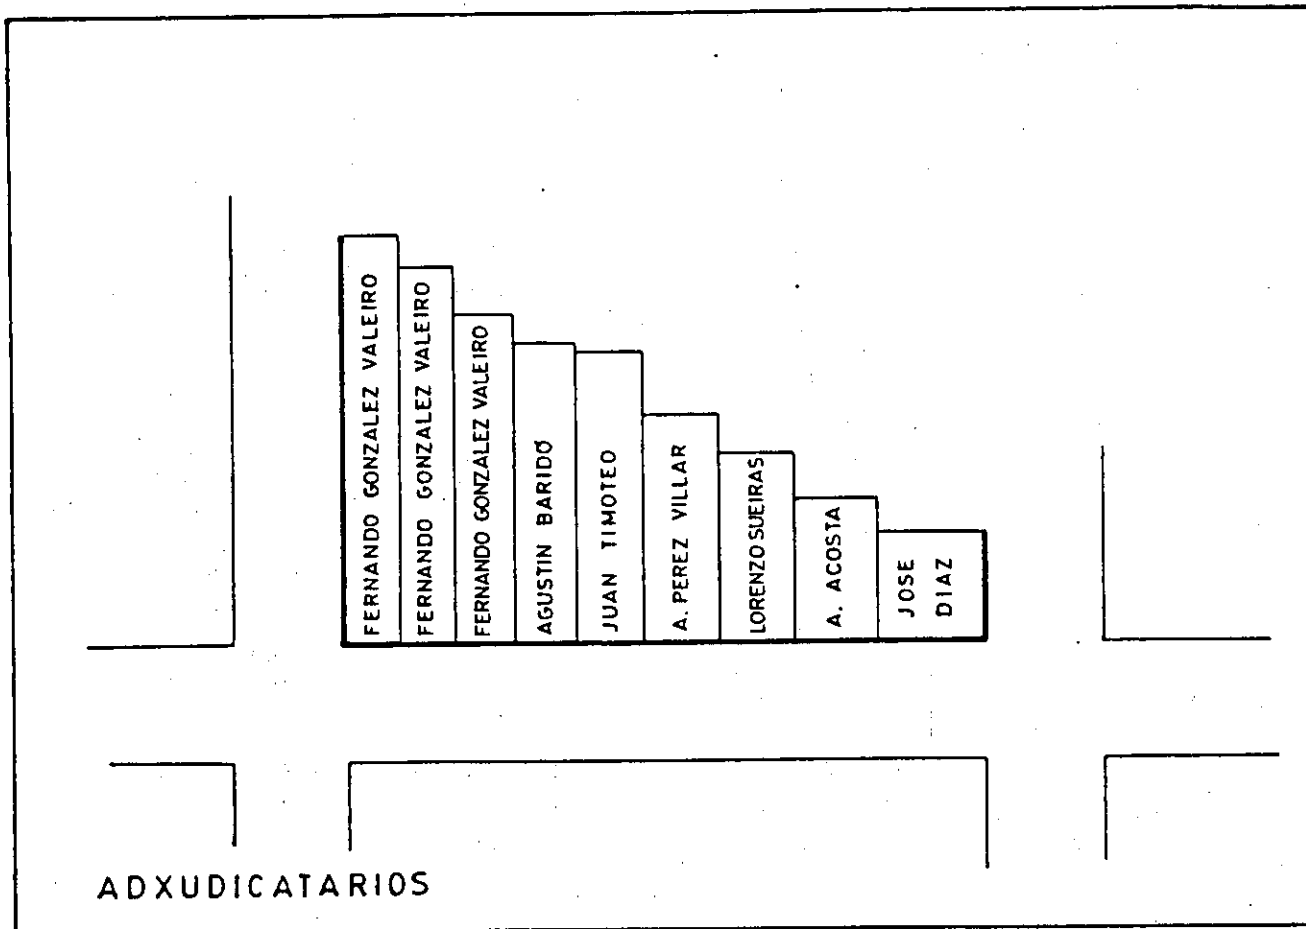 FERNANDO GONZALEZ VALEIRO
FERNANDO GONZALEZ VALEIRO
FERNANDO GONZALEZ VALEIRO
AGUSTIN BARIDÓ
JUAN TIMOTEO
A. PEREZ VILLAR
LORENZO SUEIRAS
A. ACOSTA
JOSE
DIAZ
ADXUDICATARIOS